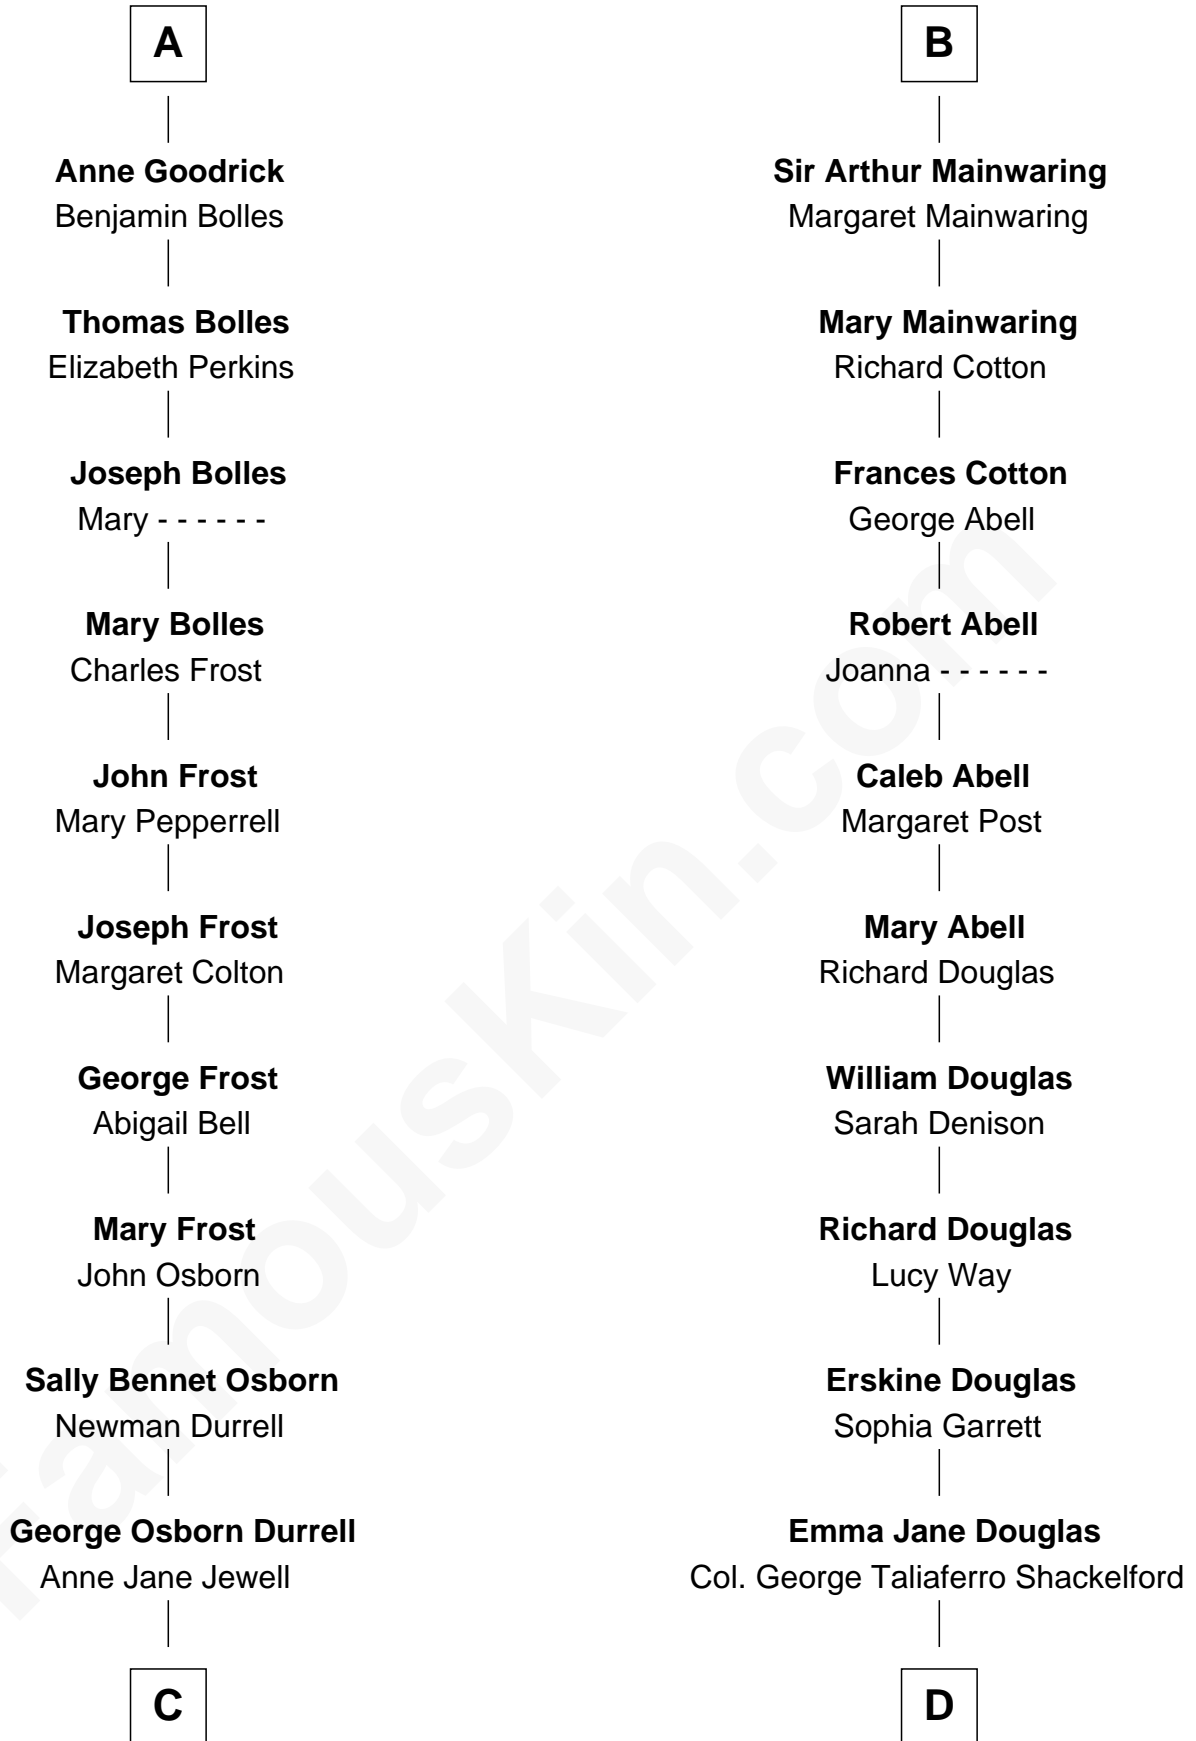 A
Anne Goodrick
Benjamin Bolles
Thomas Bolles
Elizabeth Perkins
Joseph Bolles
Mary - - - - - -
Mary Bolles
Charles Frost
John Frost
Mary Pepperrell
Joseph Frost
Margaret Colton
George Frost
Abigail Bell
Mary Frost
John Osborn
Sally Bennet Osborn
Newman Durrell
George Osborn Durrell
Anne Jane Jewell
C
B
Sir Arthur Mainwaring
Margaret Mainwaring
Mary Mainwaring
Richard Cotton
Frances Cotton
George Abell
Robert Abell
Joanna - - - - - -
Caleb Abell
Margaret Post
Mary Abell
Richard Douglas
William Douglas
Sarah Denison
Richard Douglas
Lucy Way
Erskine Douglas
Sophia Garrett
Emma Jane Douglas
Col. George Taliaferro Shackelford
D
FamousKin.com